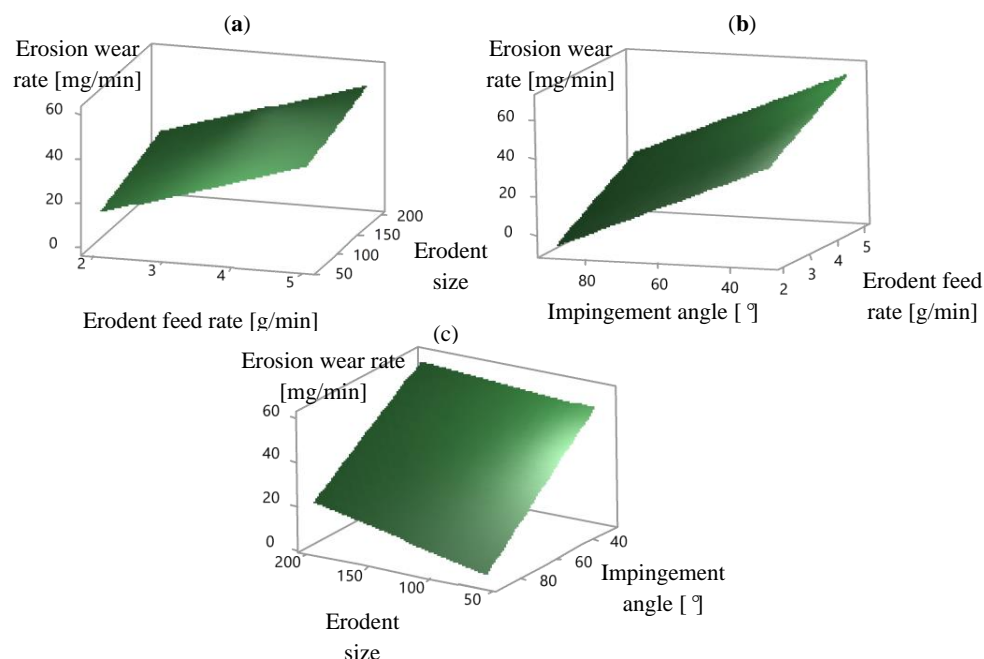 (a)
Erosion wear
rate [mg/min]
60
40
20
0
2
3
4
5
50
100
150
200
Erodent
size
Erodent feed rate [g/min]
(b)
Erosion wear
rate [mg/min]
60
40
20
0
80
60
40
2
3
4
5
Impingement angle [ °]
Erodent feed
rate [g/min]
(c)
Erosion wear rate
[mg/min]
60
40
20
0
200
150
100
50
80
60
40
Erodent
size
Impingement
angle [ °]